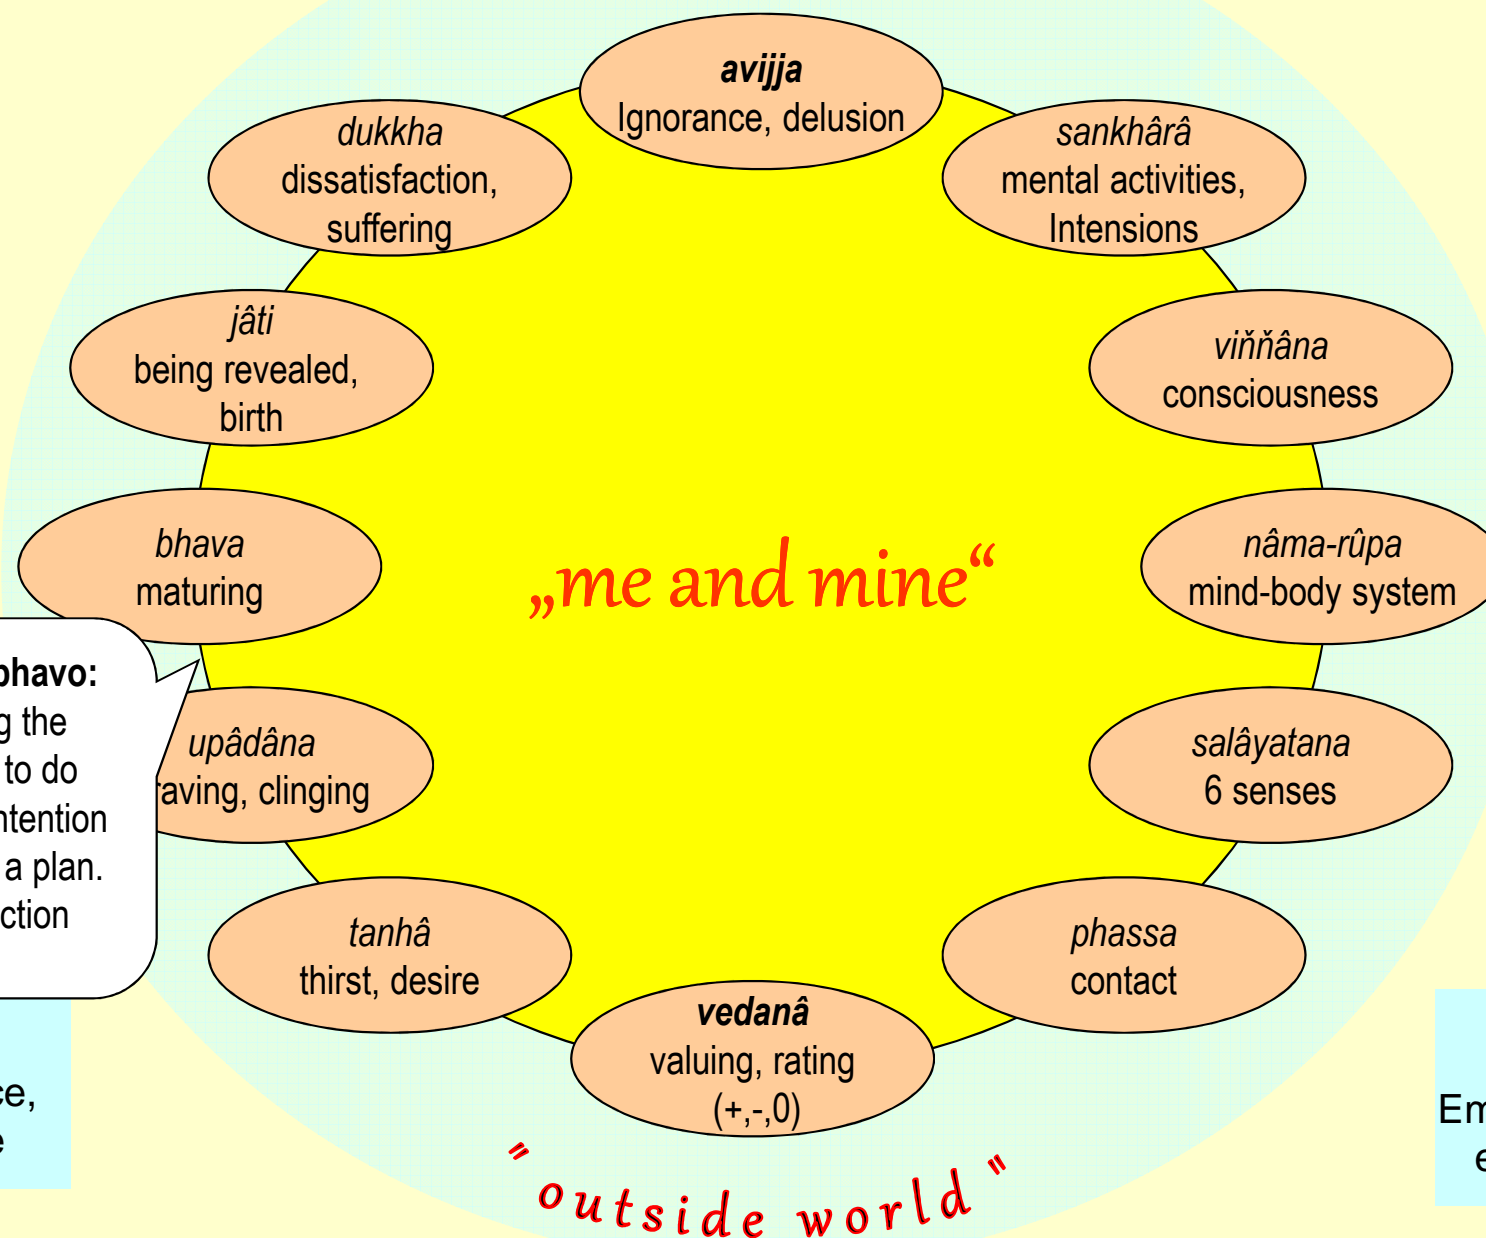 avijja
Ignorance, delusion
sankhârâ
mental activities,
Intensions
viňňâna
consciousness
nâma-rûpa
mind-body system
salâyatana
6 senses
phassa
contact
vedanâ
valuing, rating
(+,-,0)
tanhâ
thirst, desire
upâdâna
raving, clinging
bhava
maturing
jâti
being revealed,
birth
dukkha
dissatisfaction,
suffering
„me and mine“
bhavo:
the
to do
ntention
a plan.
ction
" outside world "